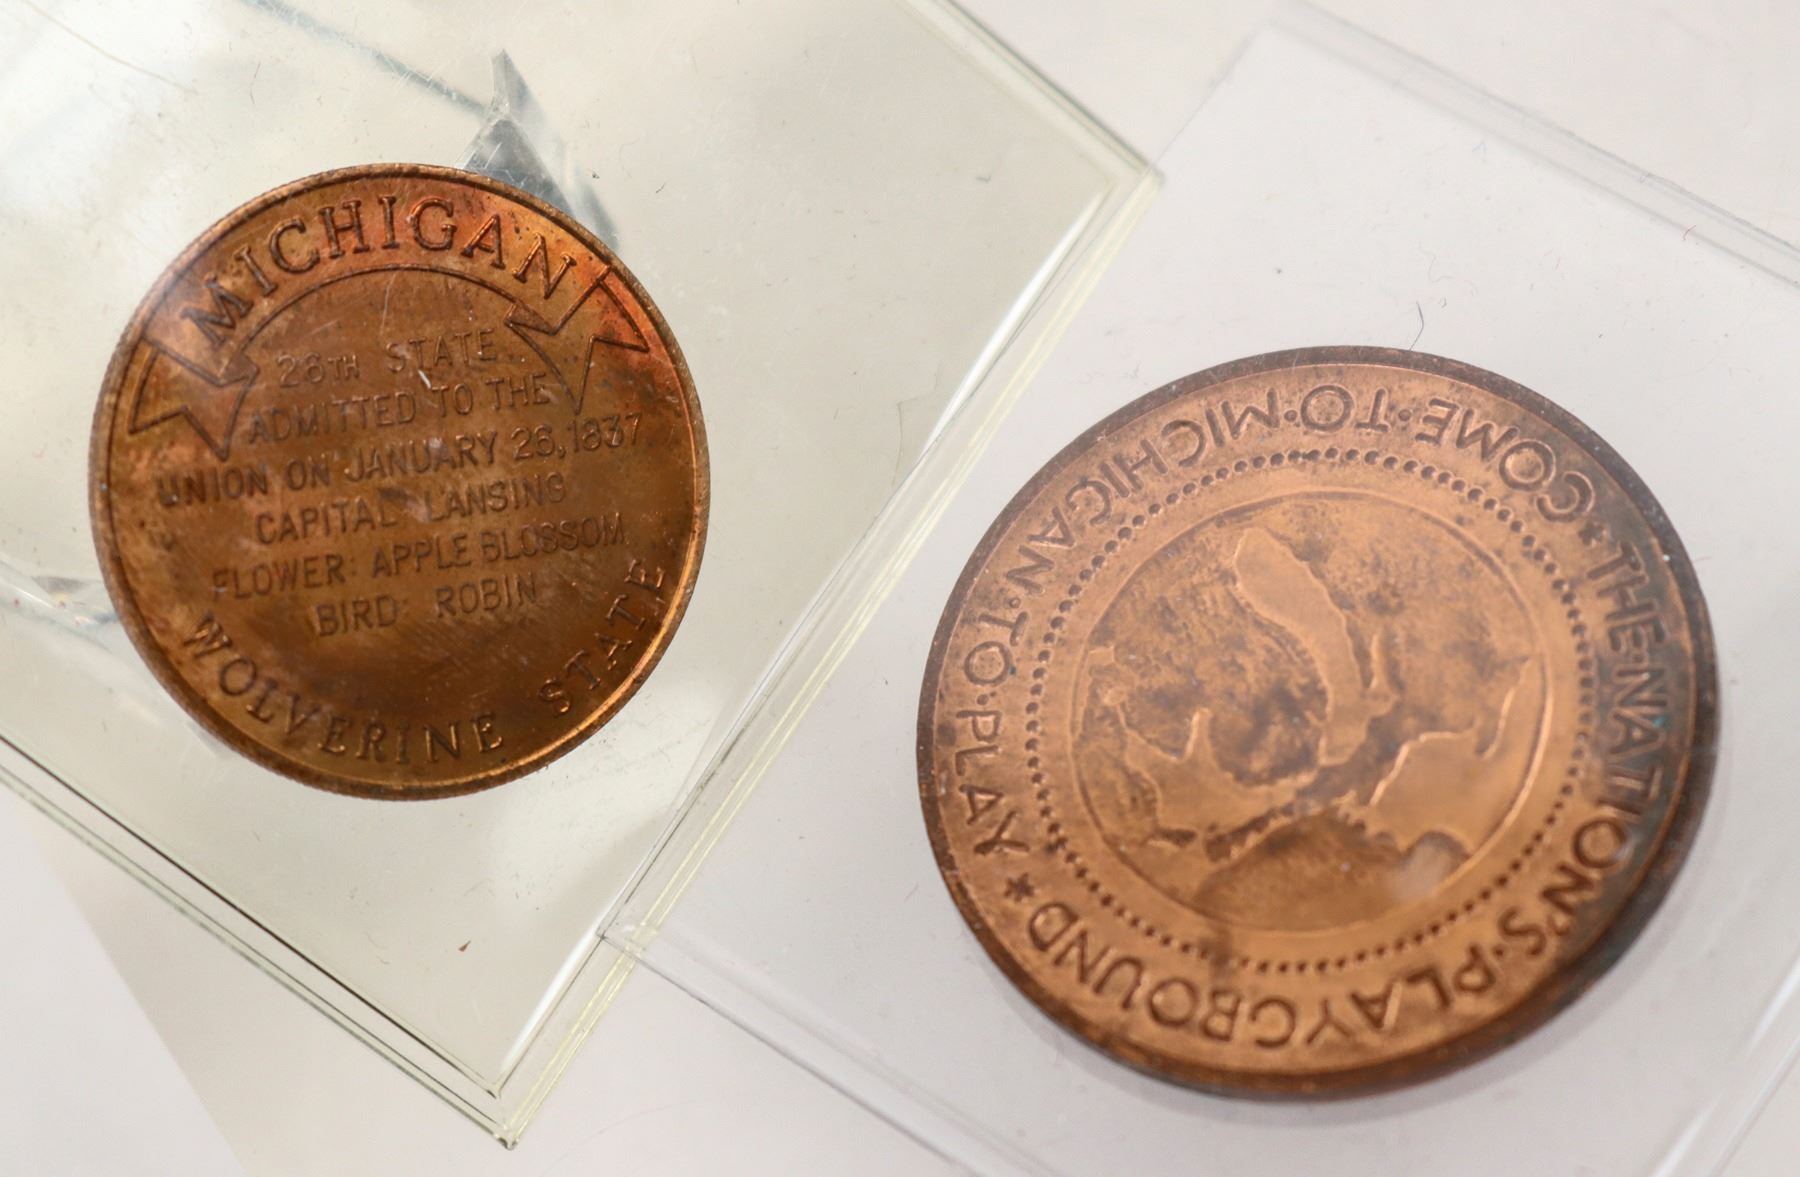 MICHIGAN
26TH STATE
ADMITTED TO THE
UNION ON JANUARY 26, 1837
CAPITAL LANSING
FLOWER: APPLE BLOSSOM
BIRD: ROBIN
WOLVERINE STATE
COME·TO·MICHIGAN·TO·PLAY
THE·NATION'S·PLAYGROUND